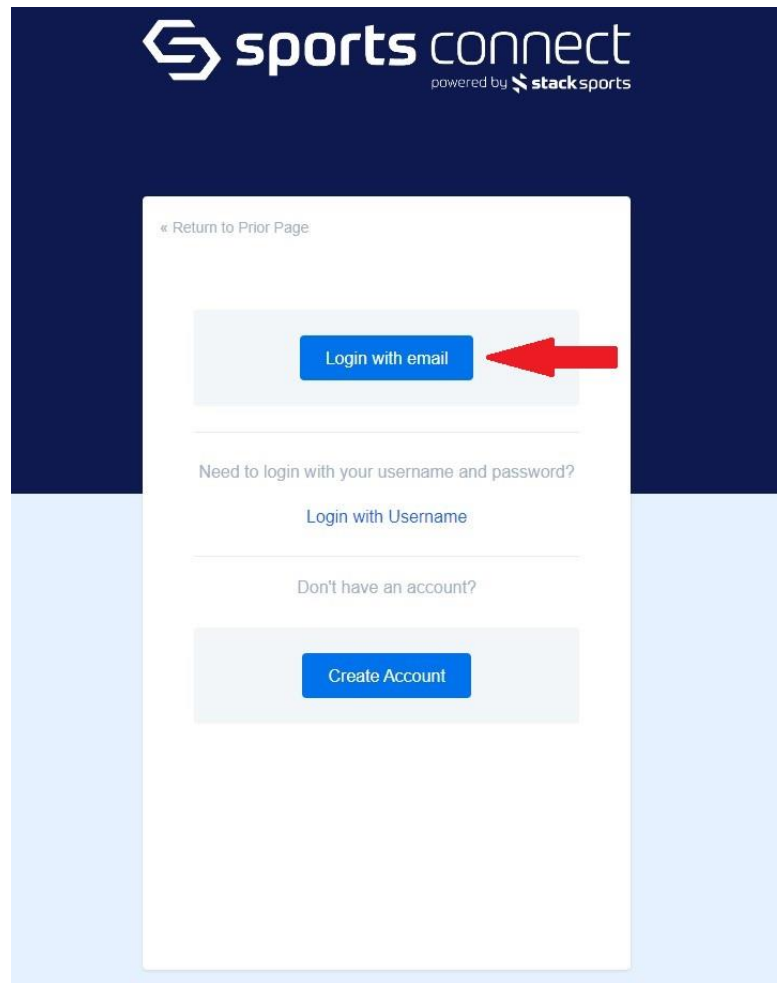 sports connect
powered by stack sports
« Return to Prior Page
Login with email
Need to login with your username and password?
Login with Username
Don't have an account?
Create Account